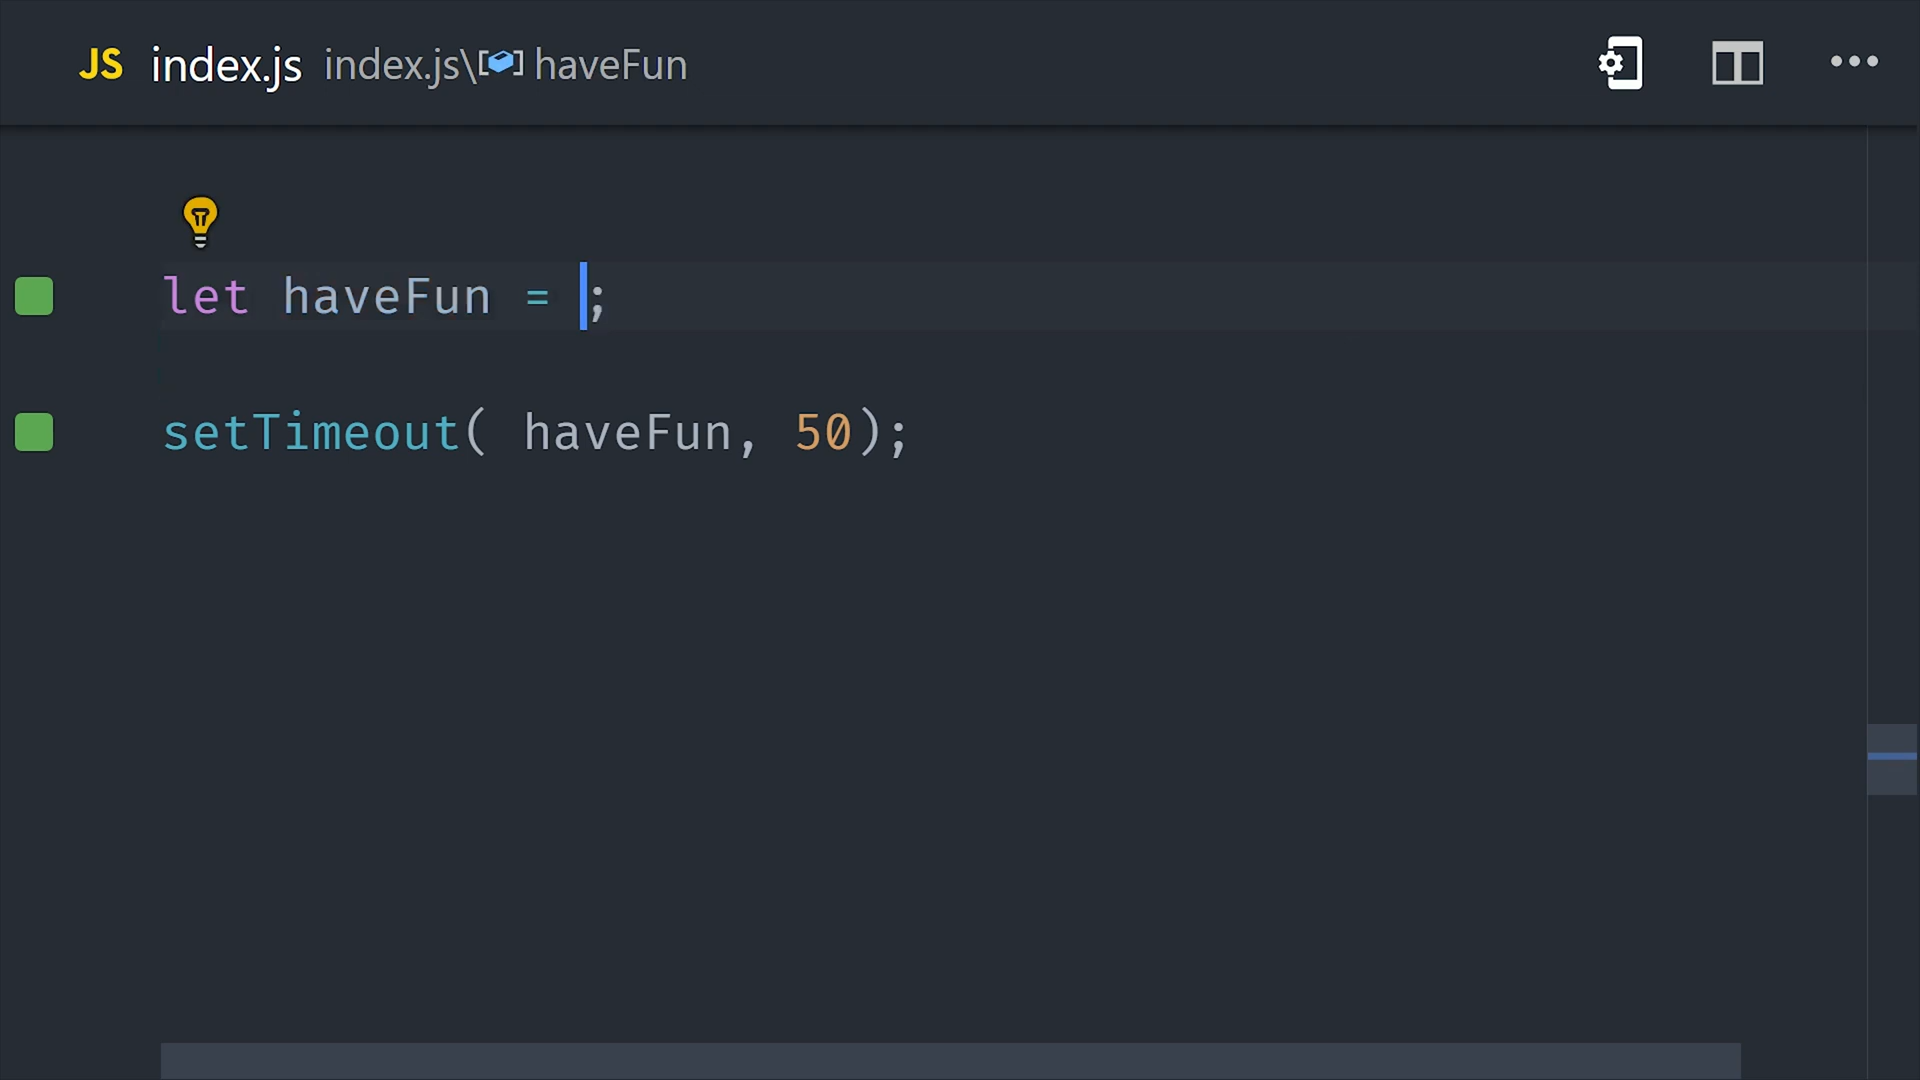 JS index.js index.js\ haveFun
let haveFun = ;
setTimeout( haveFun, 50);